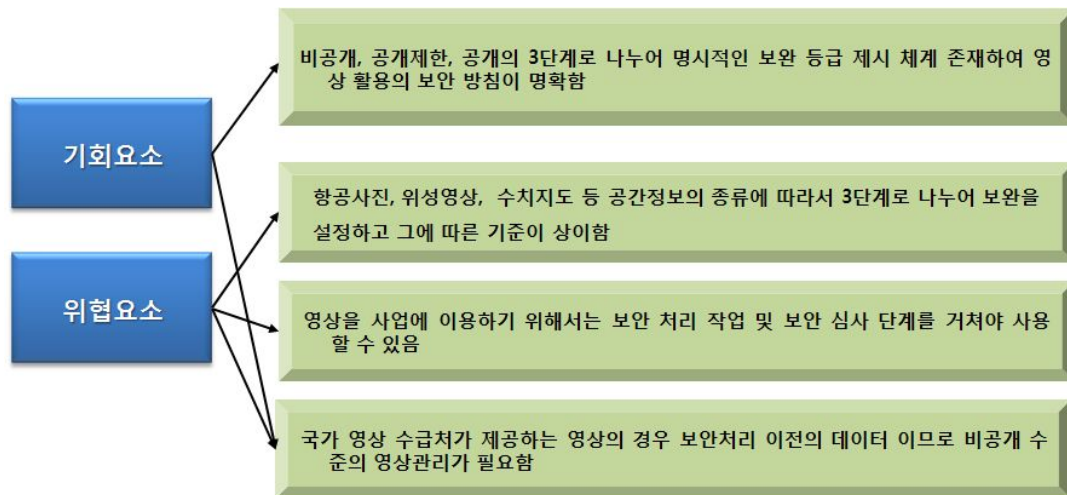 비공개, 공개제한, 공개의 3단계로 나누어 명시적인 보완 등급 제시 체계 존재하여 영
상 활용의 보안 방침이 명확함
기회요소
항공사진, 위성영상, 수치지도 등 공간정보의 종류에 따라서 3단계로 나누어 보완을
설정하고 그에 따른 기준이 상이함
위협요소
영상을 사업에 이용하기 위해서는 보안 처리 작업 및 보안 심사 단계를 거쳐야 사용
할 수 있음
국가 영상 수급처가 제공하는 영상의 경우 보안처리 이전의 데이터 이므로 비공개 수
준의 영상관리가 필요함